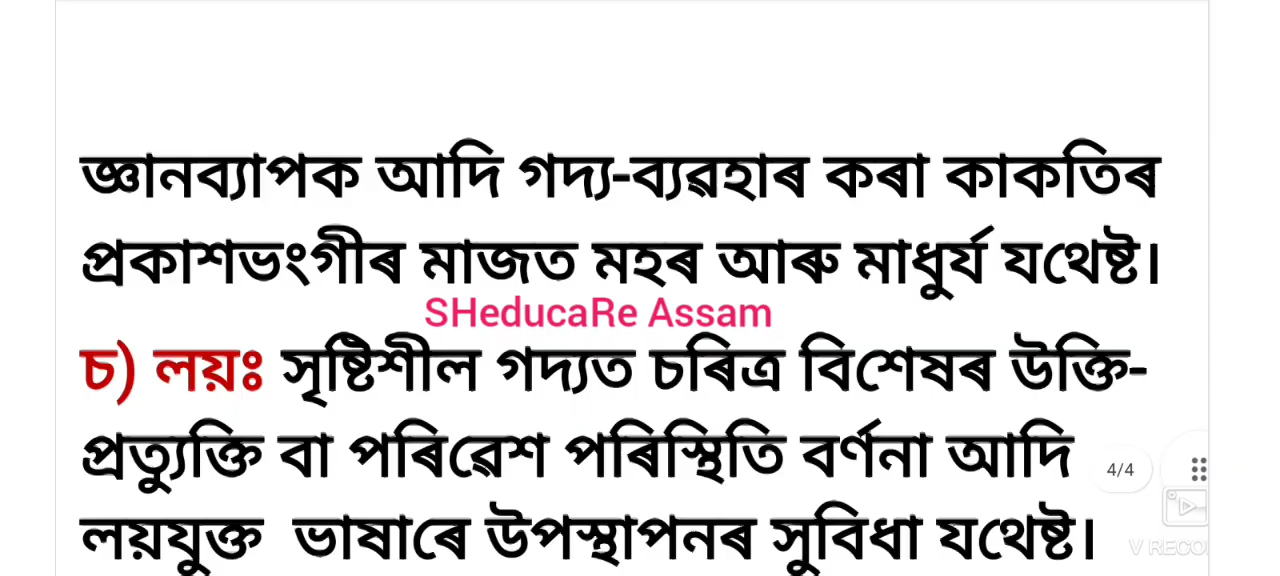 জ্ঞানব্যাপক আদি গদ্য-ব্যৱহাৰ কৰা কাকতিৰ
প্ৰকাশভংগীৰ মাজত মহৰ আৰু মাধুৰ্য যথেষ্ট।
SHeducaRe Assam
চ) লয়ঃ সৃষ্টিশীল গদ্যত চৰিত্ৰ বিশেষৰ উক্তি-
প্ৰত্যুক্তি বা পৰিৱেশ পৰিস্থিতি বৰ্ণনা আদি
4/4
লয়যুক্ত ভাষাৰে উপস্থাপনৰ সুবিধা যথেষ্ট।
V RECO